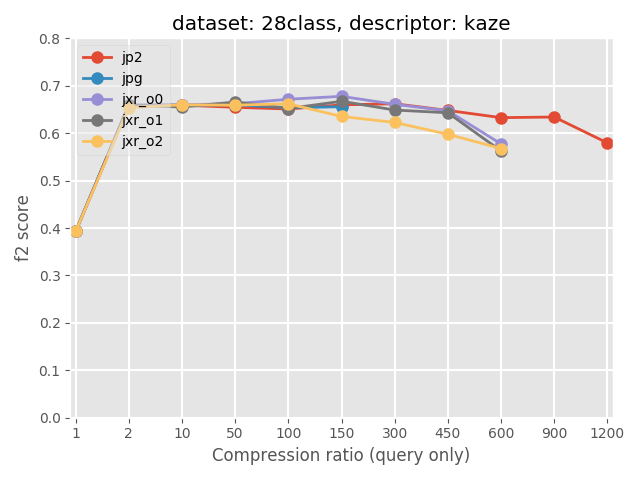 dataset: 28class, descriptor: kaze
jp2
jpg
jxr_o0
jxr_o1
jxr_o2
f2 score
0.8
0.7
0.6
0.5
0.4
0.3
0.2
0.1
0.0
1 2 10 50 100 150 300 450 600 900 1200
Compression ratio (query only)